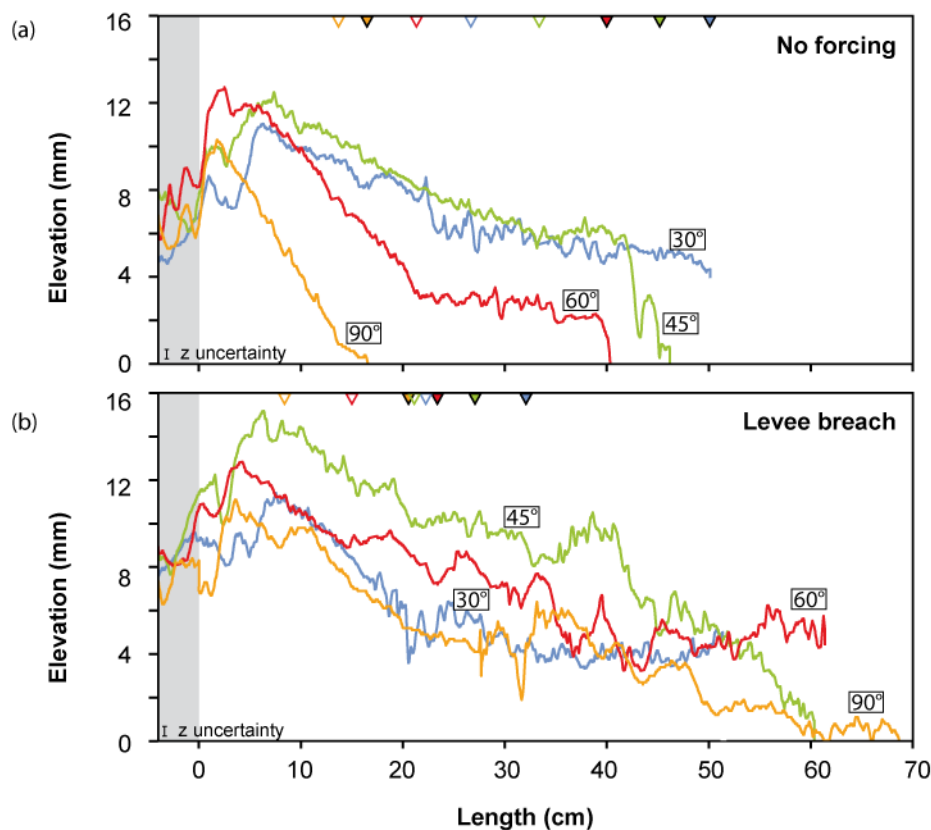 (a)
16
12
8
4
0
Elevation (mm)
No forcing
30°
60°
45°
90°
I z uncertainty
(b)
16
12
8
4
0
Elevation (mm)
Levee breach
45°
30°
60°
90°
I z uncertainty
0 10 20 30 40 50 60 70
Length (cm)